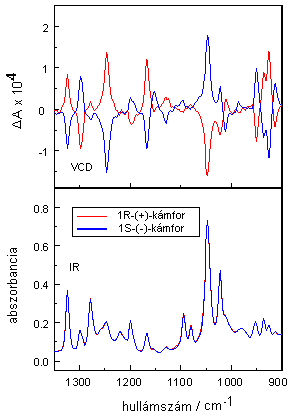 2
1
0
-1
ΔA x 10⁴
VCD
0.8
0.6
0.4
0.2
0.0
abszorbancia
1R-(+)-kámfor
1S-(-)-kámfor
IR
1300 1200 1100 1000 900
hullámszám / cm⁻¹